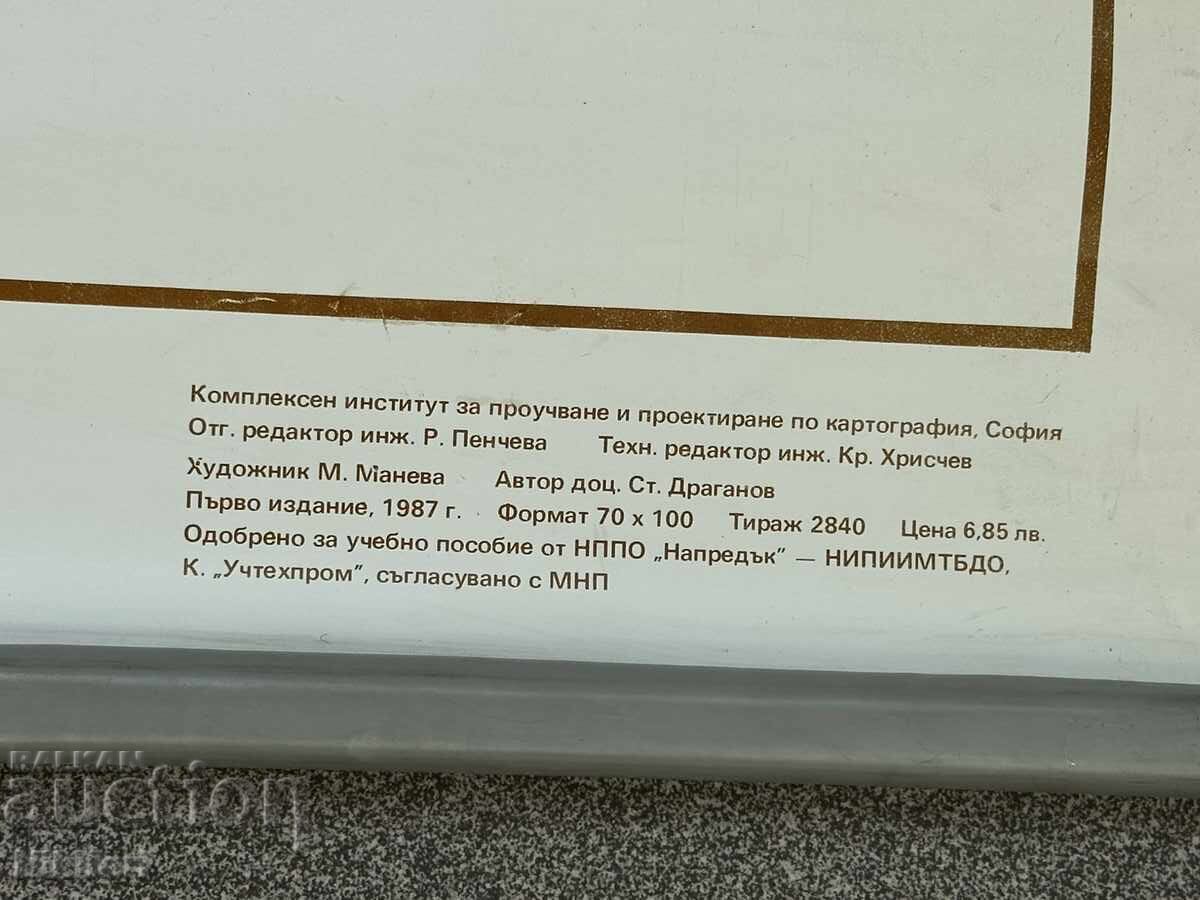 Комплексен институт за проучване и проектиране по картография, София
Отг. редактор инж. Р. Пенчева Техн. редактор инж. Кр. Хрисчев
Художник М. Манева Автор доц. Ст. Драганов
Първо издание, 1987 г. Формат 70 x 100 Тираж 2840 Цена 6,85 лв.
Одобрено за учебно пособие от НППО „Напредък” — НИПИИМТБДО,
К. „Учтехпром”, съгласувано с МНП
BALKAN
auction